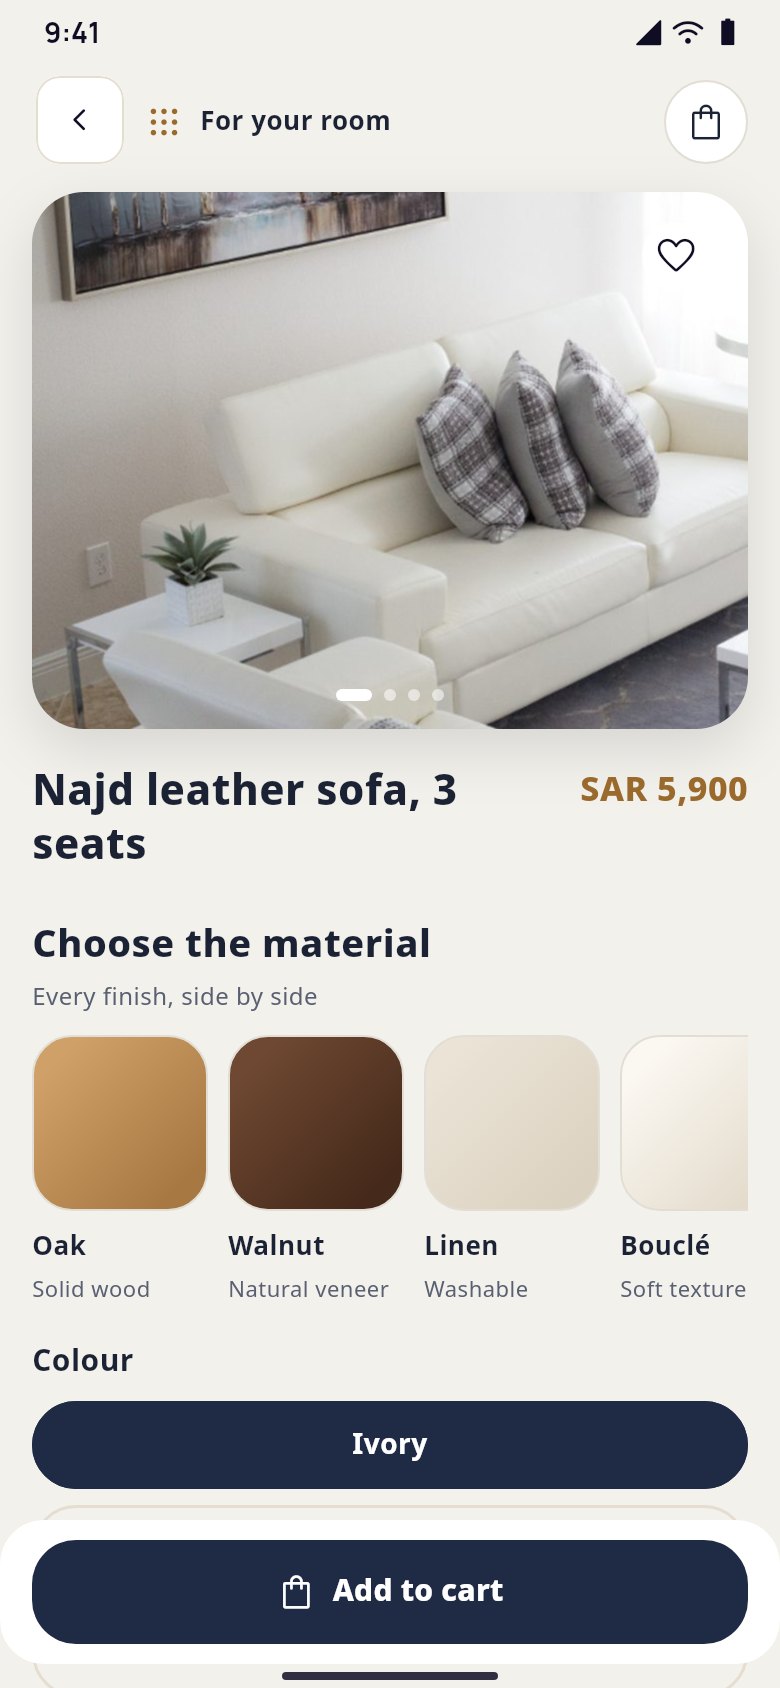 9:41
For your room
Najd leather sofa, 3
seats
SAR 5,900
Choose the material
Every finish, side by side
Oak
Walnut
Linen
Bouclé
Solid wood
Natural veneer
Washable
Soft texture
Colour
Ivory
Add to cart